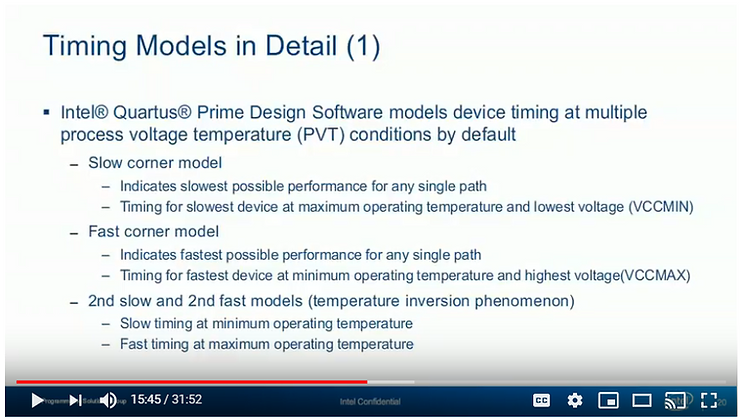 Timing Models in Detail (1)
▪ Intel® Quartus® Prime Design Software models device timing at multiple
process voltage temperature (PVT) conditions by default
– Slow corner model
– Indicates slowest possible performance for any single path
– Timing for slowest device at maximum operating temperature and lowest voltage (VCCMIN)
– Fast corner model
– Indicates fastest possible performance for any single path
– Timing for fastest device at minimum operating temperature and highest voltage(VCCMAX)
– 2nd slow and 2nd fast models (temperature inversion phenomenon)
– Slow timing at minimum operating temperature
– Fast timing at maximum operating temperature
15:45 / 31:52
Intel Confidential
CC
20